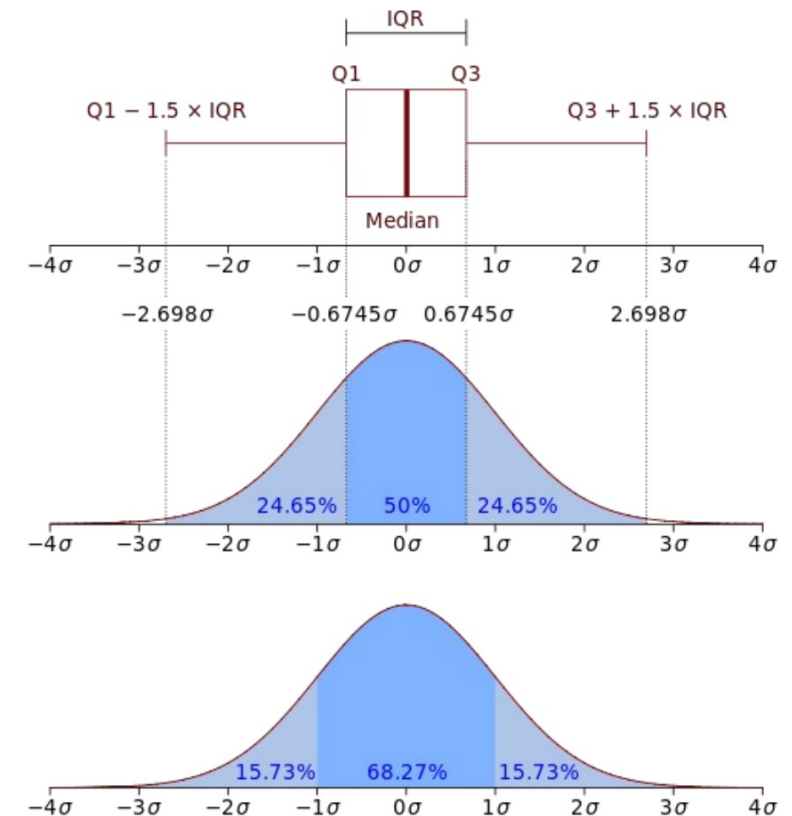 IQR
Q1 Q3
Q1 − 1.5 × IQR Q3 + 1.5 × IQR
Median
−4σ −3σ −2σ −1σ 0σ 1σ 2σ 3σ 4σ
−2.698σ −0.6745σ 0.6745σ 2.698σ
24.65% 50% 24.65%
−4σ −3σ −2σ −1σ 0σ 1σ 2σ 3σ 4σ
15.73% 68.27% 15.73%
−4σ −3σ −2σ −1σ 0σ 1σ 2σ 3σ 4σ